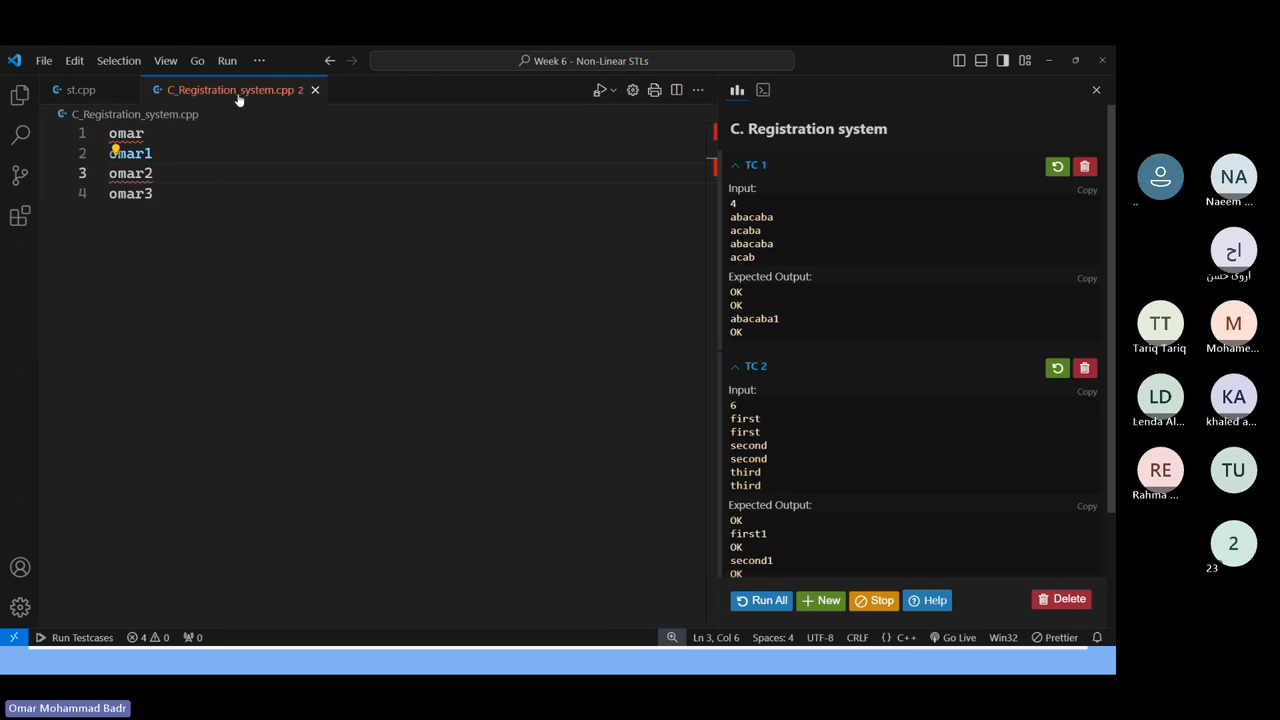 File Edit Selection View Go Run ··· Week 6 - Non-Linear STLs
st.cpp C_Registration_system.cpp 2
C_Registration_system.cpp
1 omar
2 omar1
3 omar2
4 omar3
C. Registration system
TC 1
Input: Copy
4
abacaba
acaba
abacaba
acab
Expected Output: Copy
OK
OK
abacaba1
OK
TC 2
Input: Copy
6
first
first
second
second
third
third
Expected Output: Copy
OK
first1
OK
second1
OK
Run All New Stop Help Delete
Run Testcases 4 0 0 Ln 3, Col 6 Spaces: 4 UTF-8 CRLF {} C++ Go Live Win32 Prettier
..
NA
Naeem ...
اح
اروى حسن
TT
Tariq Tariq
M
Mohame...
LD
Lenda Al...
KA
khaled a...
RE
Rahma ...
TU
2
23
Omar Mohammad Badr